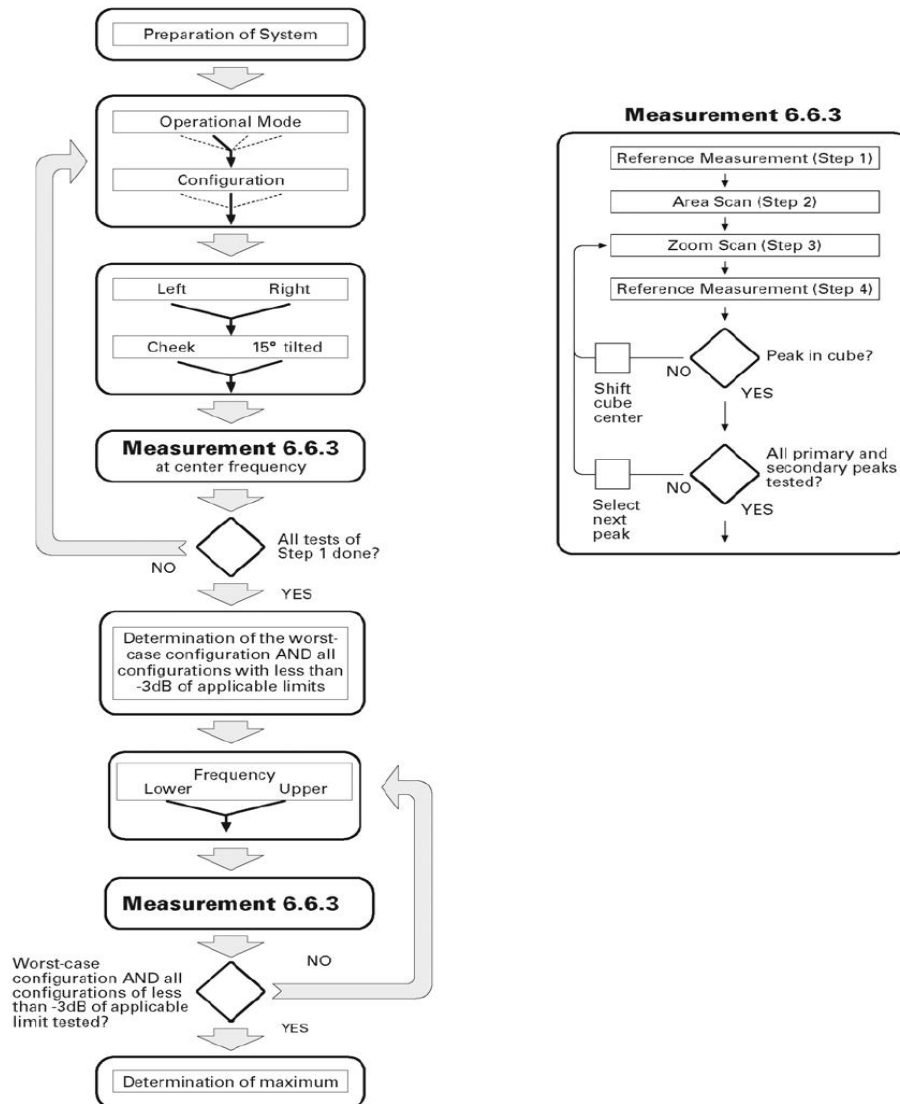 Preparation of System
Operational Mode
Configuration
Left Right
Cheek 15° tilted
Measurement 6.6.3
at center frequency
All tests of
Step 1 done?
NO
YES
Determination of the worst-
case configuration AND all
configurations with less than
-3dB of applicable limits
Frequency
Lower Upper
Measurement 6.6.3
Worst-case
configuration AND all
configurations of less
than -3dB of applicable
limit tested?
NO
YES
Determination of maximum
Measurement 6.6.3
Reference Measurement (Step 1)
Area Scan (Step 2)
Zoom Scan (Step 3)
Reference Measurement (Step 4)
Peak in cube?
NO
Shift
cube
center
YES
All primary and
secondary peaks
tested?
NO
Select
next
peak
YES